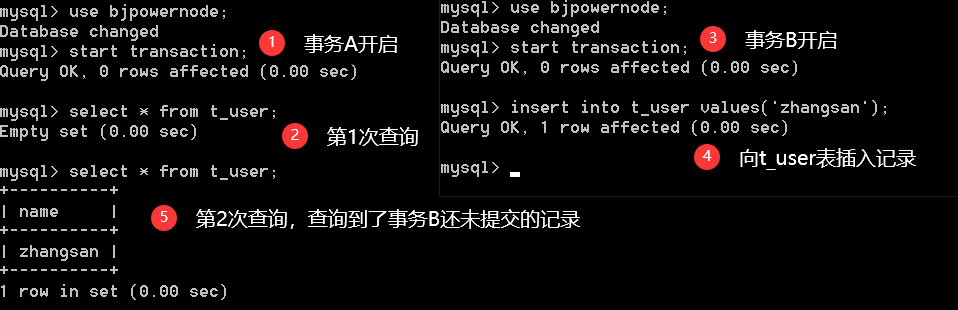 mysql> use bjpowernode;
Database changed
mysql> start transaction;
1 事务A开启
Query OK, 0 rows affected (0.00 sec)
mysql> select * from t_user;
Empty set (0.00 sec)
2 第1次查询
mysql> select * from t_user;
+----------+
| name     |
+----------+
| zhangsan |
+----------+
1 row in set (0.00 sec)
5 第2次查询，查询到了事务B还未提交的记录
mysql> use bjpowernode;
Database changed
mysql> start transaction;
3 事务B开启
Query OK, 0 rows affected (0.00 sec)
mysql> insert into t_user values('zhangsan');
Query OK, 1 row affected (0.00 sec)
4 向t_user表插入记录
mysql>